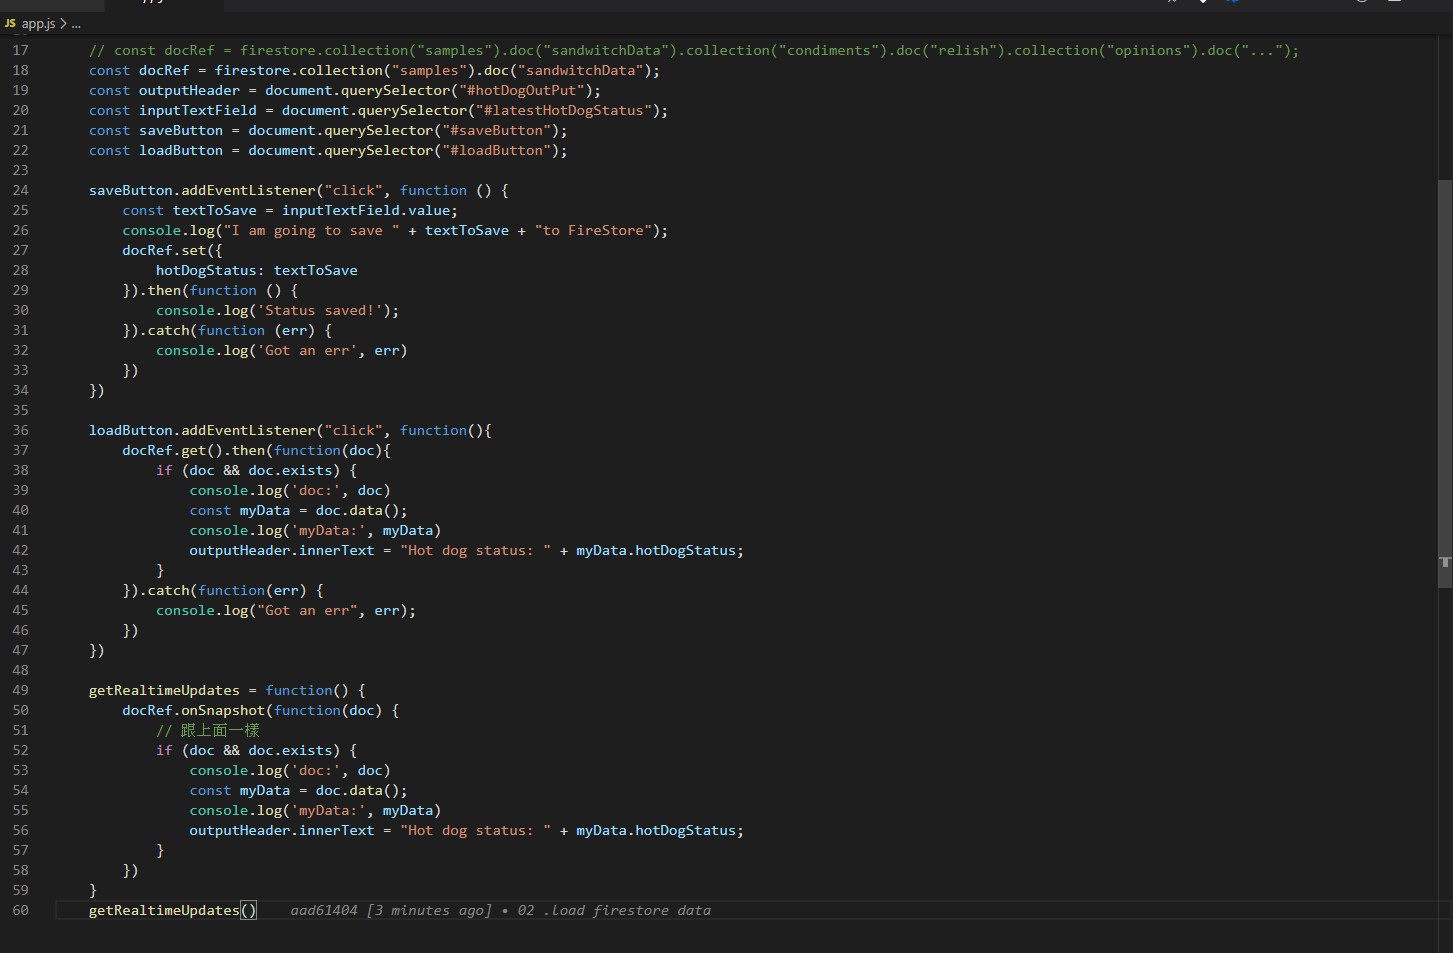 JS app.js > ...
17 // const docRef = firestore.collection("samples").doc("sandwitchData").collection("condiments").doc("relish").collection("opinions").doc("...");
18 const docRef = firestore.collection("samples").doc("sandwitchData");
19 const outputHeader = document.querySelector("#hotDogOutPut");
20 const inputTextField = document.querySelector("#latestHotDogStatus");
21 const saveButton = document.querySelector("#saveButton");
22 const loadButton = document.querySelector("#loadButton");
23
24 saveButton.addEventListener("click", function () {
25 const textToSave = inputTextField.value;
26 console.log("I am going to save " + textToSave + "to FireStore");
27 docRef.set({
28 hotDogStatus: textToSave
29 }).then(function () {
30 console.log('Status saved!');
31 }).catch(function (err) {
32 console.log('Got an err', err)
33 })
34 })
35
36 loadButton.addEventListener("click", function(){
37 docRef.get().then(function(doc){
38 if (doc && doc.exists) {
39 console.log('doc:', doc)
40 const myData = doc.data();
41 console.log('myData:', myData)
42 outputHeader.innerText = "Hot dog status: " + myData.hotDogStatus;
43 }
44 }).catch(function(err) {
45 console.log("Got an err", err);
46 })
47 })
48
49 getRealtimeUpdates = function() {
50 docRef.onSnapshot(function(doc) {
51 // 跟上面一樣
52 if (doc && doc.exists) {
53 console.log('doc:', doc)
54 const myData = doc.data();
55 console.log('myData:', myData)
56 outputHeader.innerText = "Hot dog status: " + myData.hotDogStatus;
57 }
58 })
59 }
60 getRealtimeUpdates() aad61404 [3 minutes ago] • 02 .load firestore data